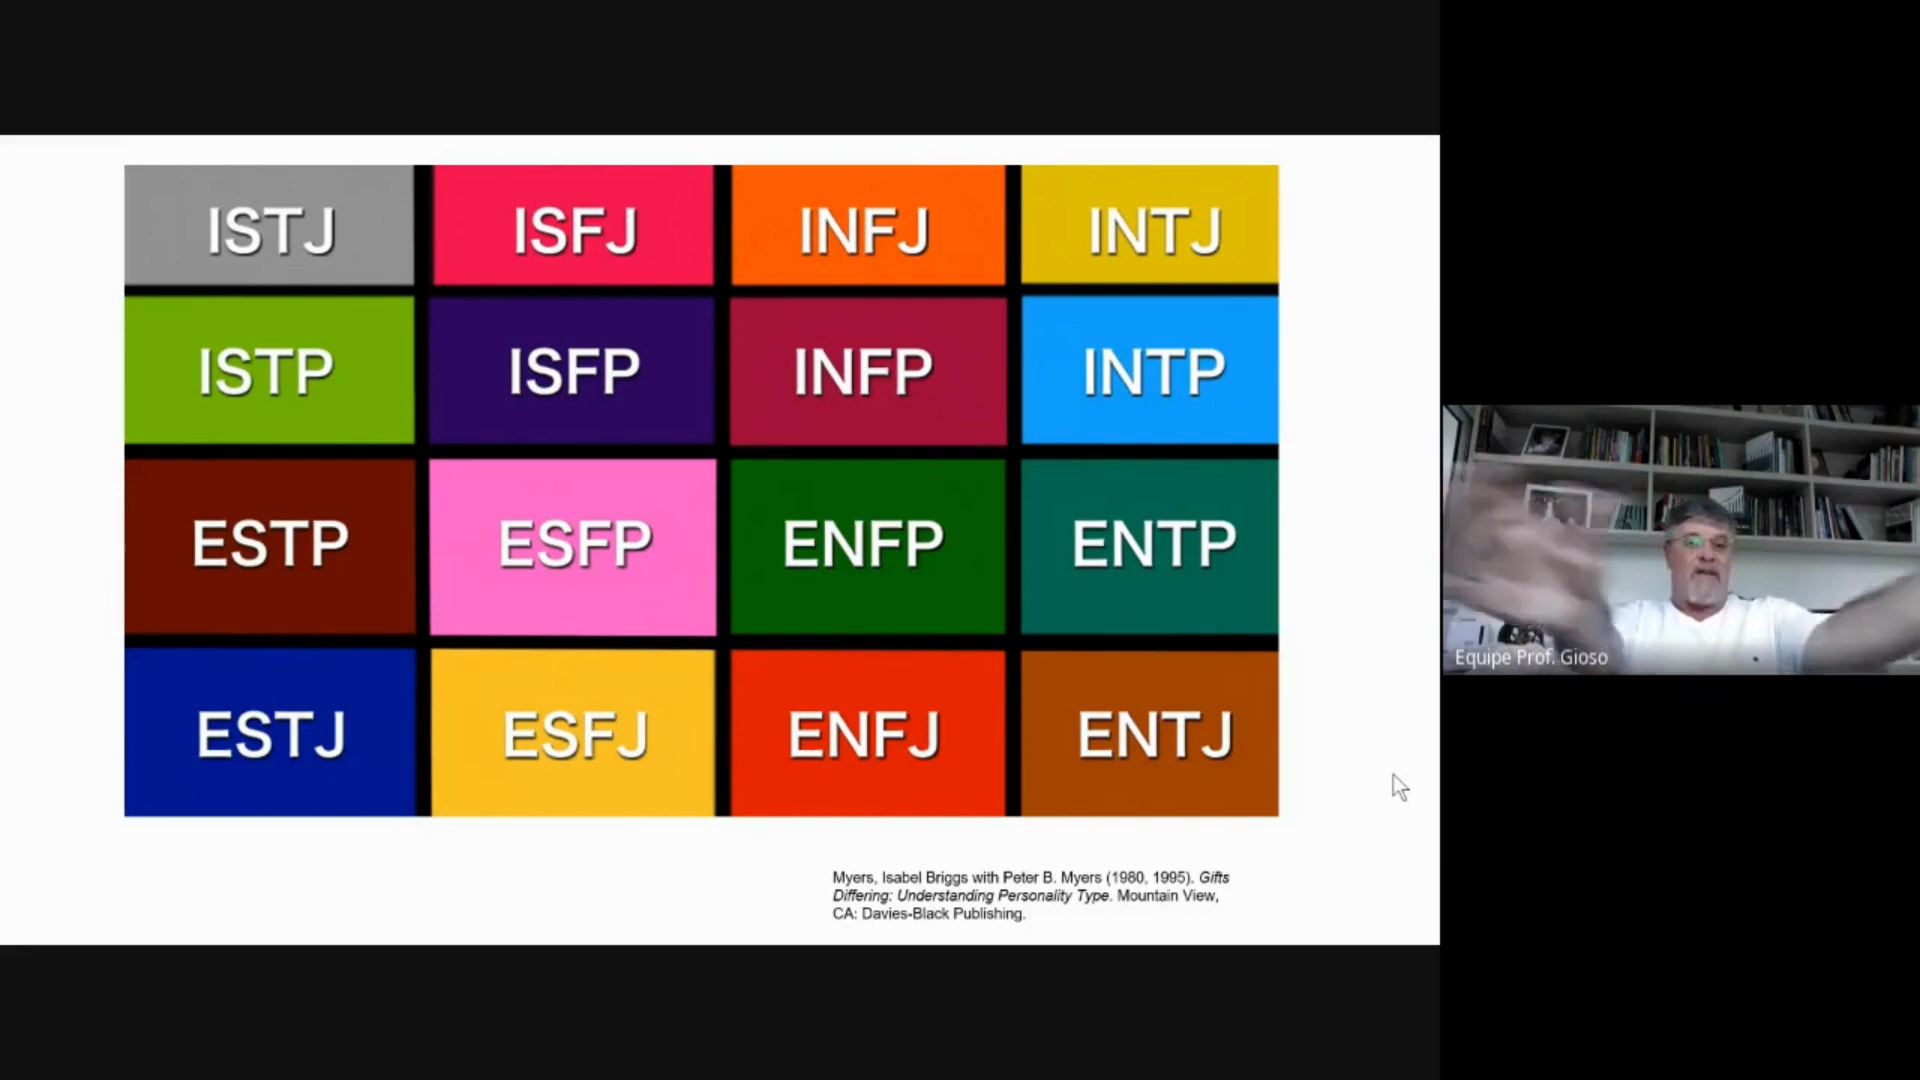 ISTJ ISFJ INFJ INTJ
ISTP ISFP INFP INTP
ESTP ESFP ENFP ENTP
ESTJ ESFJ ENFJ ENTJ
Myers, Isabel Briggs with Peter B. Myers (1980, 1995). Gifts
Differing: Understanding Personality Type. Mountain View,
CA: Davies-Black Publishing.
Equipe Prof. Gioso